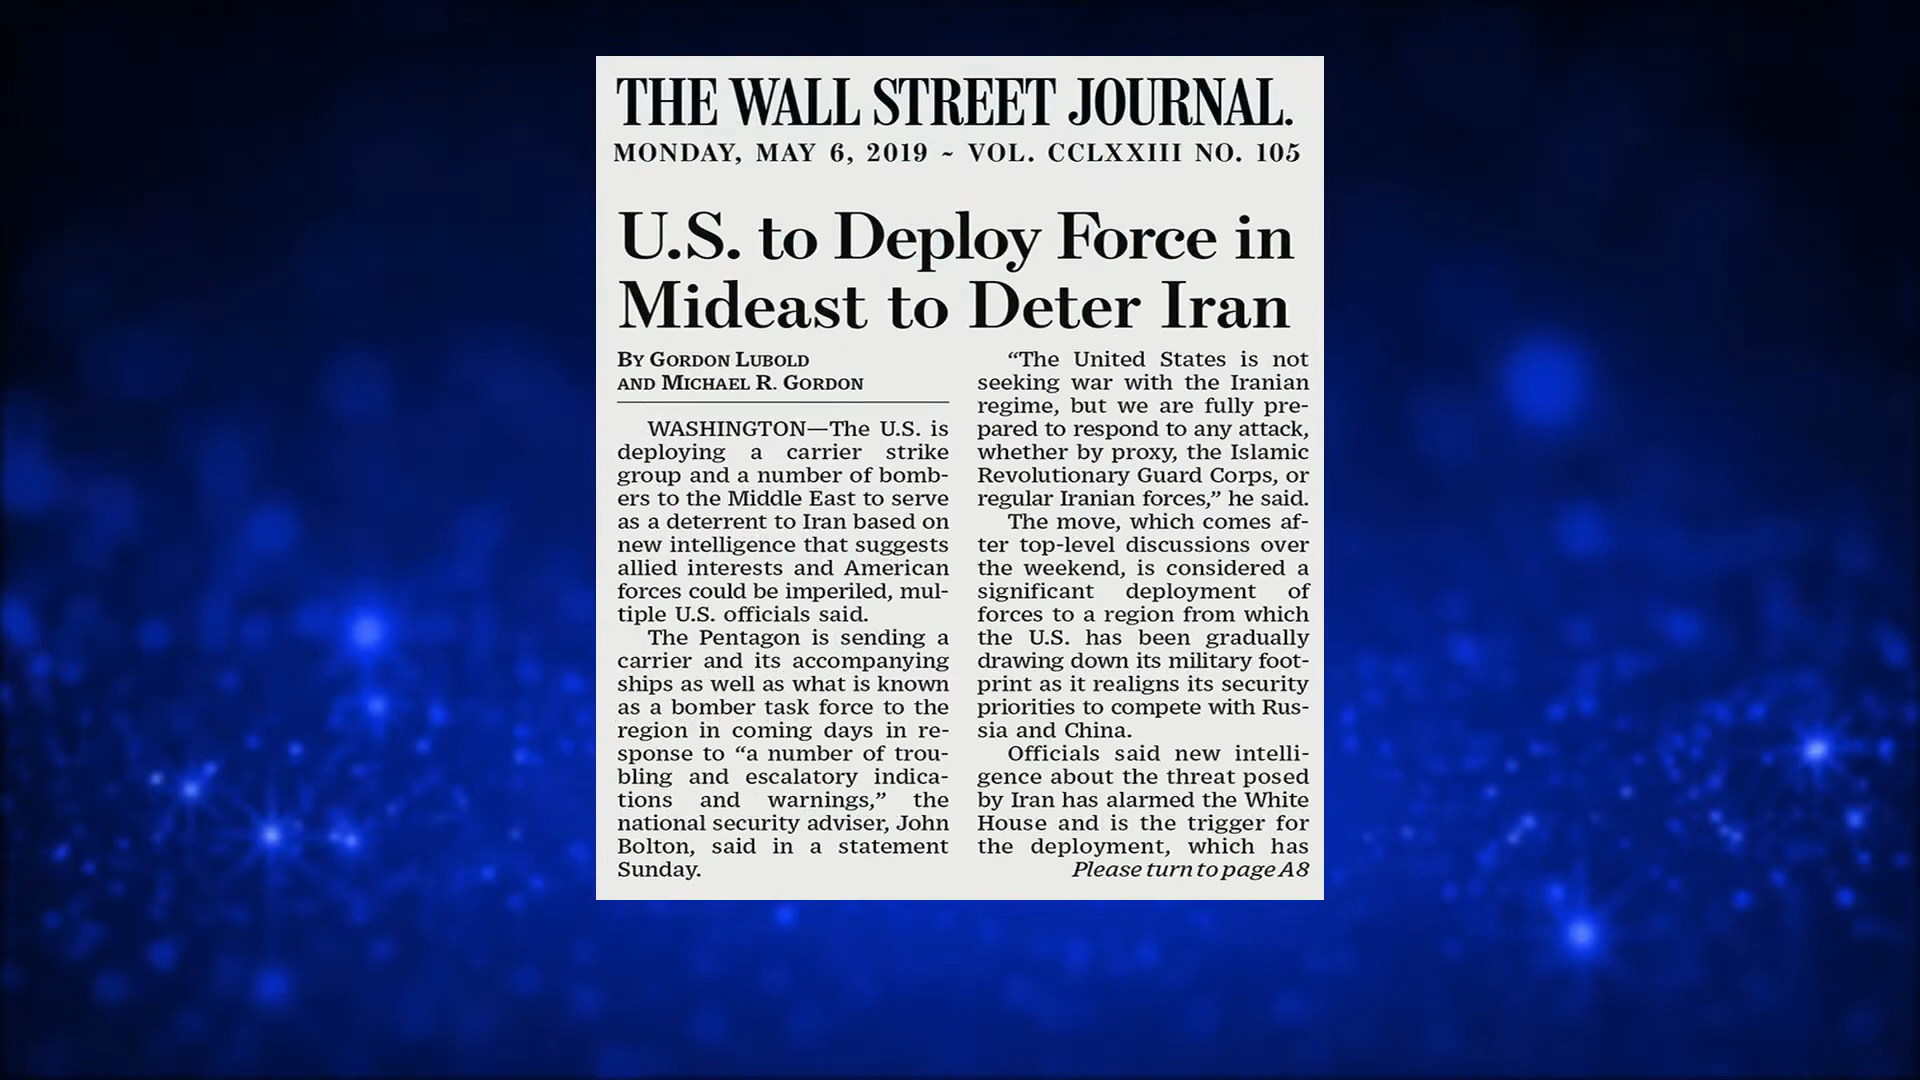 THE WALL STREET JOURNAL.
MONDAY, MAY 6, 2019 ~ VOL. CCLXXIII NO. 105
U.S. to Deploy Force in
Mideast to Deter Iran
BY GORDON LUBOLD
AND MICHAEL R. GORDON
WASHINGTON—The U.S. is
deploying a carrier strike
group and a number of bomb-
ers to the Middle East to serve
as a deterrent to Iran based on
new intelligence that suggests
allied interests and American
forces could be imperiled, mul-
tiple U.S. officials said.
The Pentagon is sending a
carrier and its accompanying
ships as well as what is known
as a bomber task force to the
region in coming days in re-
sponse to “a number of trou-
bling and escalatory indica-
tions and warnings,” the
national security adviser, John
Bolton, said in a statement
Sunday.
“The United States is not
seeking war with the Iranian
regime, but we are fully pre-
pared to respond to any attack,
whether by proxy, the Islamic
Revolutionary Guard Corps, or
regular Iranian forces,” he said.
The move, which comes af-
ter top-level discussions over
the weekend, is considered a
significant deployment of
forces to a region from which
the U.S. has been gradually
drawing down its military foot-
print as it realigns its security
priorities to compete with Rus-
sia and China.
Officials said new intelli-
gence about the threat posed
by Iran has alarmed the White
House and is the trigger for
the deployment, which has
Please turn to page A8